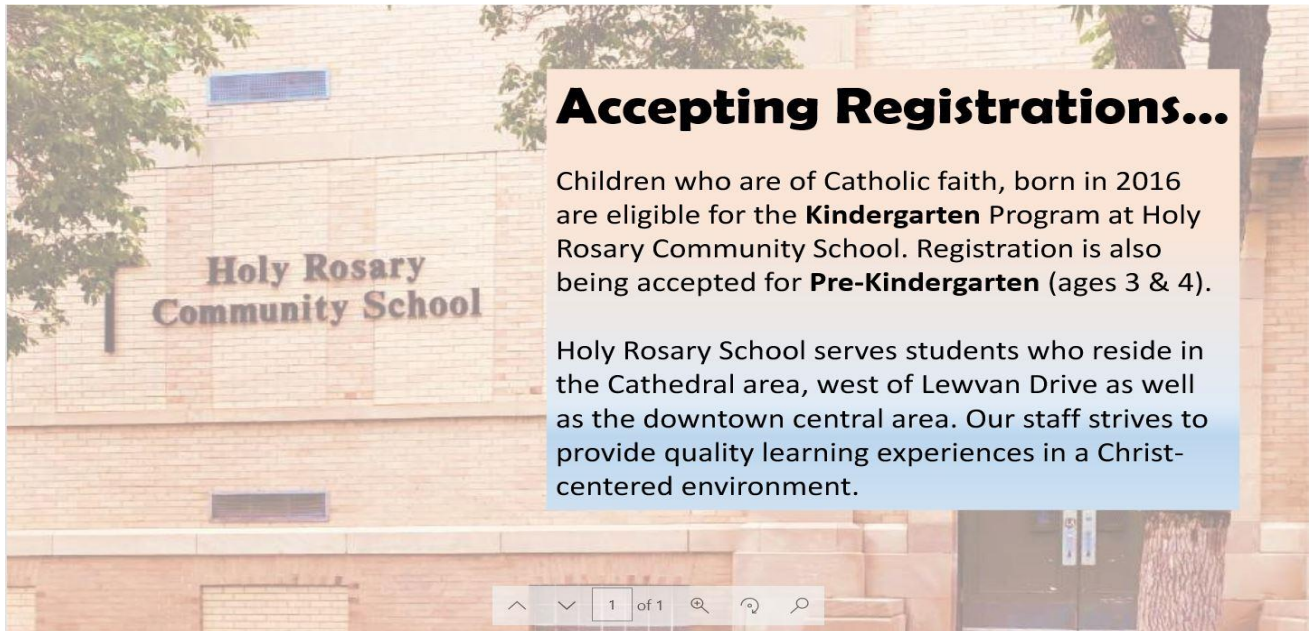 Accepting Registrations...
Children who are of Catholic faith, born in 2016
are eligible for the Kindergarten Program at Holy
Rosary Community School. Registration is also
being accepted for Pre-Kindergarten (ages 3 & 4).
Holy Rosary School serves students who reside in
the Cathedral area, west of Lewvan Drive as well
as the downtown central area. Our staff strives to
provide quality learning experiences in a Christ-
centered environment.
Holy Rosary
Community School
1 of 1